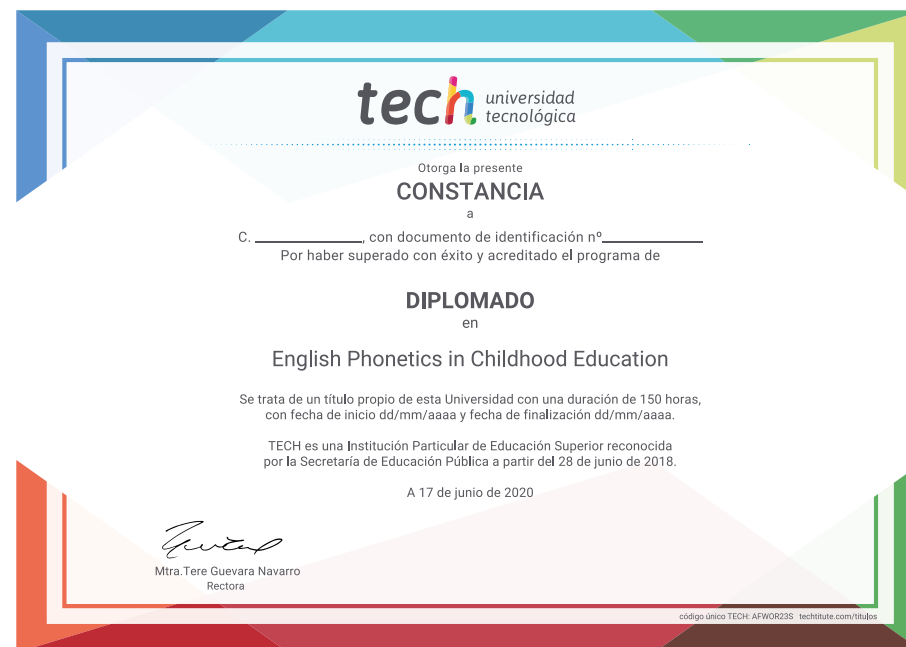 tech universidad
tecnológica
Otorga la presente
CONSTANCIA
a
C. ____________, con documento de identificación nº____________
Por haber superado con éxito y acreditado el programa de
DIPLOMADO
en
English Phonetics in Childhood Education
Se trata de un título propio de esta Universidad con una duración de 150 horas,
con fecha de inicio dd/mm/aaaa y fecha de finalización dd/mm/aaaa.
TECH es una Institución Particular de Educación Superior reconocida
por la Secretaría de Educación Pública a partir del 28 de junio de 2018.
A 17 de junio de 2020
Mtra.Tere Guevara Navarro
Rectora
código único TECH: AFWOR23S techtitute.com/titulos